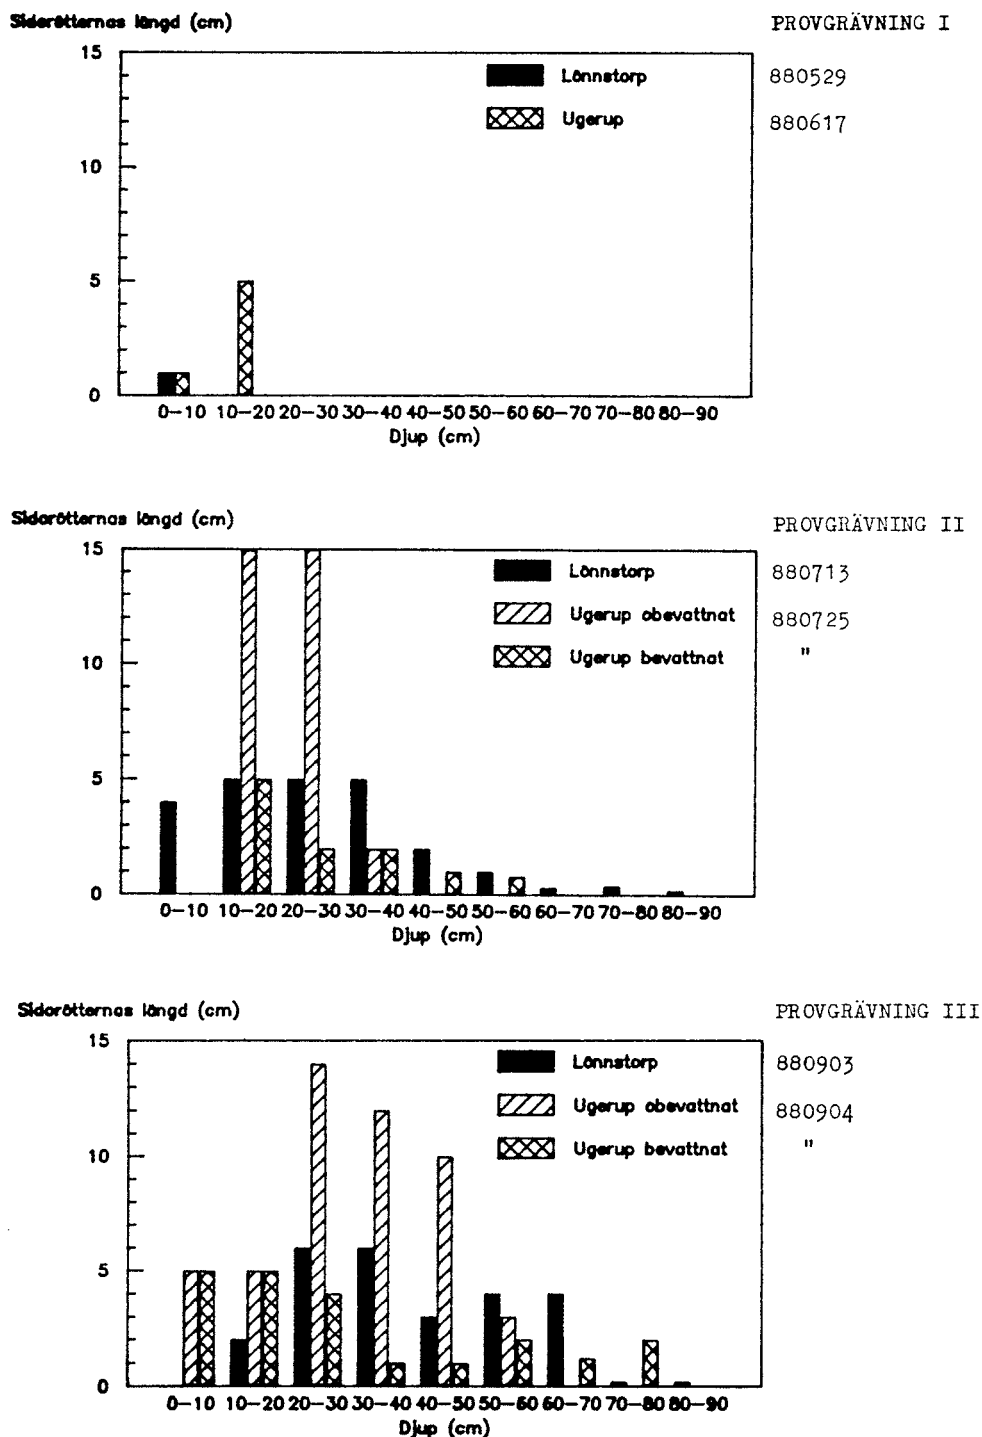 Sidorötternas längd (cm)
PROVGRÄVNING I
15
10
5
0
Lönnstorp 880529
Ugerup 880617
0-10 10-20 20-30 30-40 40-50 50-60 60-70 70-80 80-90
Djup (cm)
Sidorötternas längd (cm)
PROVGRÄVNING II
15
10
5
0
Lönnstorp 880713
Ugerup obevattnat 880725
Ugerup bevattnat "
0-10 10-20 20-30 30-40 40-50 50-60 60-70 70-80 80-90
Djup (cm)
Sidorötternas längd (cm)
PROVGRÄVNING III
15
10
5
0
Lönnstorp 880903
Ugerup obevattnat 880904
Ugerup bevattnat "
0-10 10-20 20-30 30-40 40-50 50-60 60-70 70-80 80-90
Djup (cm)